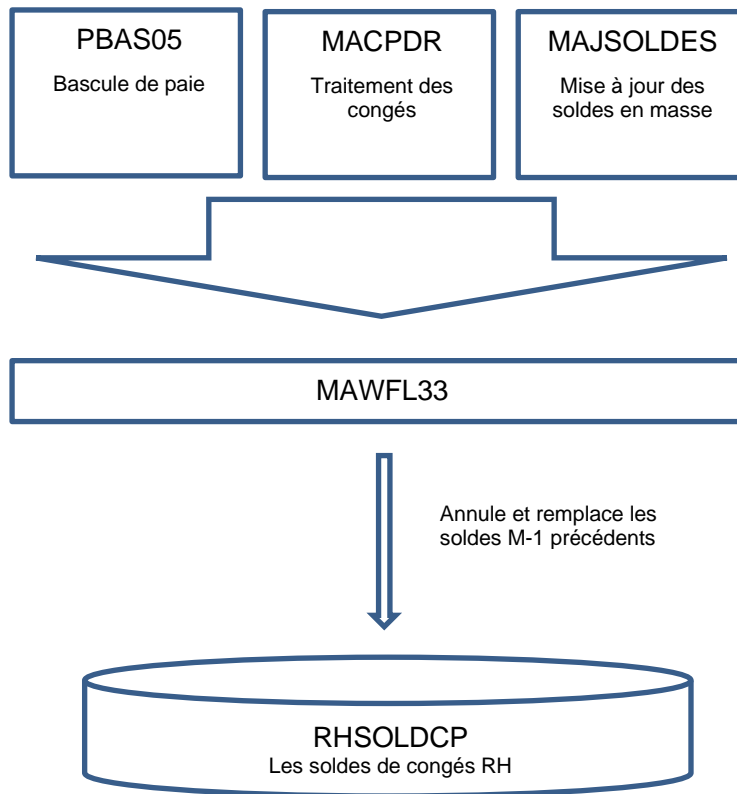 PBAS05
Bascule de paie
MACPDR
Traitement des
congés
MAJSOLDES
Mise à jour des
soldes en masse
MAWFL33
Annule et remplace les
soldes M-1 précédents
RHSOLDCP
Les soldes de congés RH